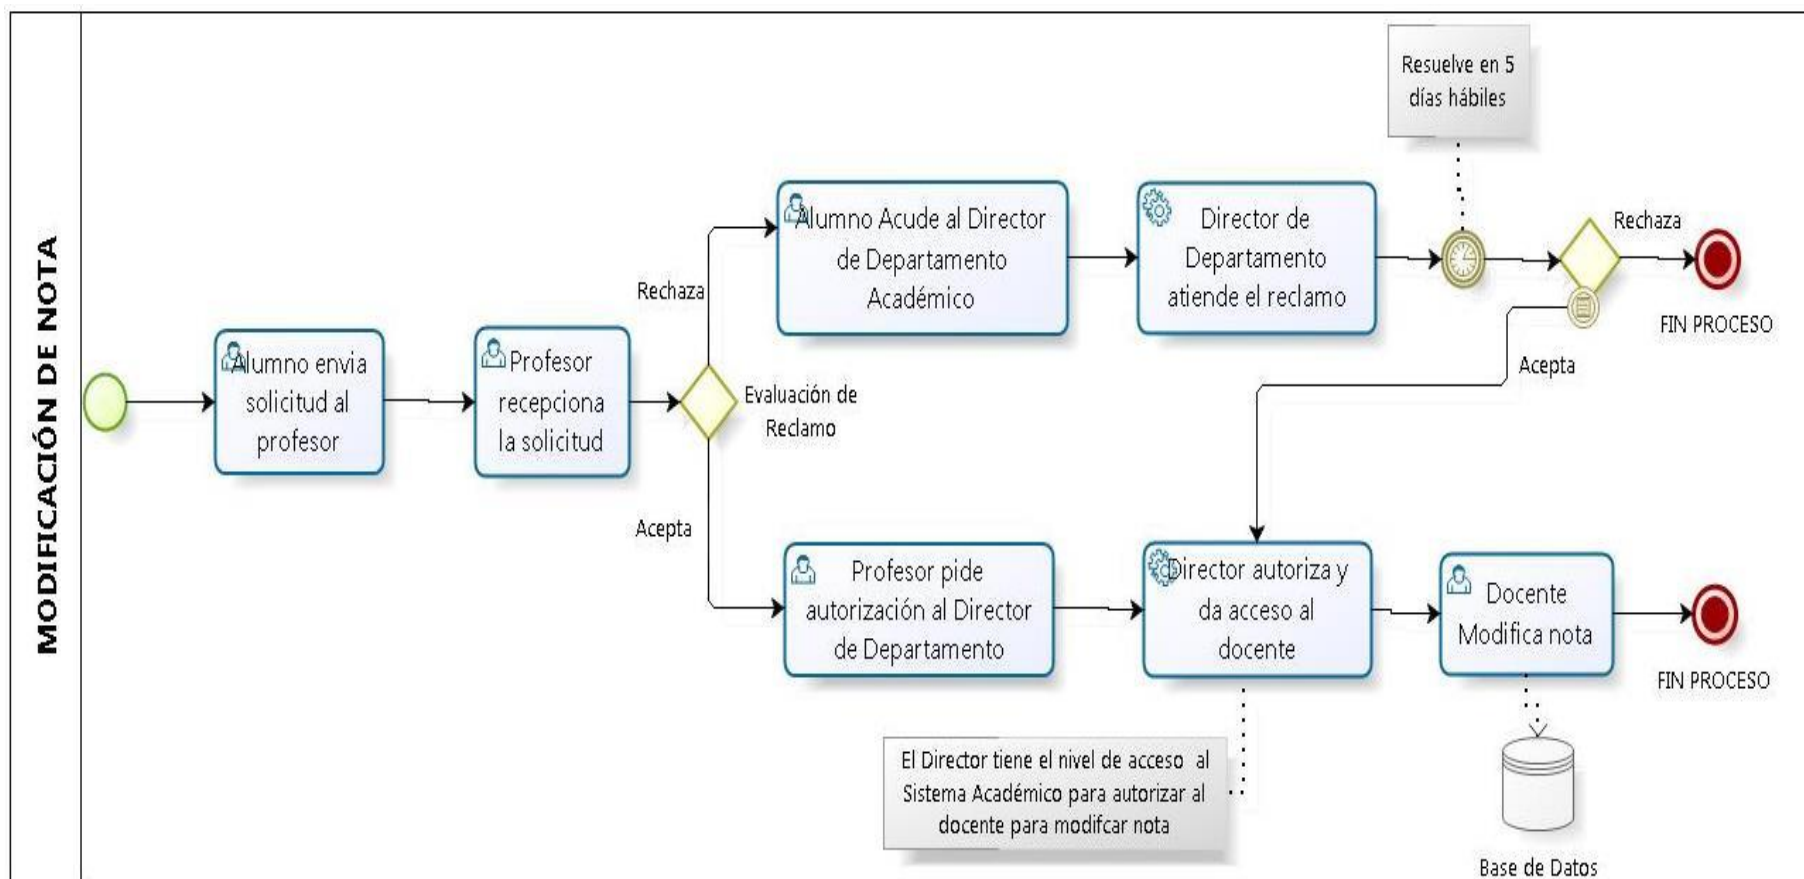 MODIFICACIÓN DE NOTA
Alumno envia
solicitud al
profesor
Profesor
recepciona
la solicitud
Evaluación de
Reclamo
Rechaza
Alumno Acude al Director
de Departamento
Académico
Director de
Departamento
atiende el reclamo
Resuelve en 5
días hábiles
Rechaza
FIN PROCESO
Acepta
Acepta
Profesor pide
autorización al Director
de Departamento
Director autoriza y
da acceso al
docente
Docente
Modifica nota
FIN PROCESO
El Director tiene el nivel de acceso al
Sistema Académico para autorizar al
docente para modifcar nota
Base de Datos